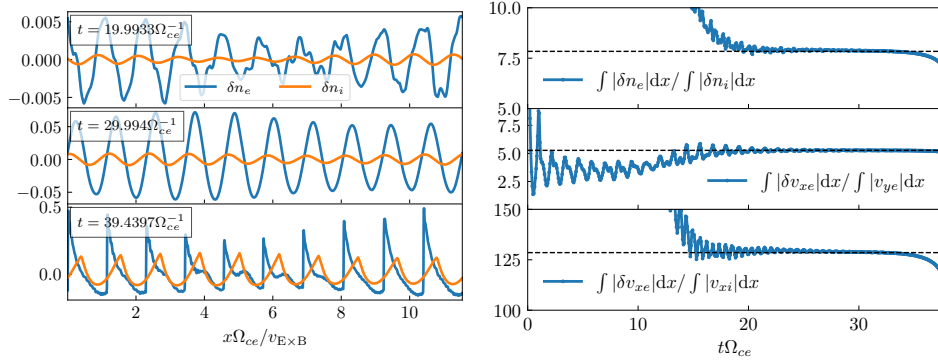 0.005
0.000
−0.005
t = 19.9933Ω_{ce}^{-1}
δn_e δn_i
0.05
0.00
−0.05
t = 29.994Ω_{ce}^{-1}
0.5
0.0
t = 39.4397Ω_{ce}^{-1}
2 4 6 8 10
xΩ_{ce}/v_{E×B}
10.0
7.5
∫|δn_e|dx/∫|δn_i|dx
5.0
5.0
2.5
∫|δv_{xe}|dx/∫|v_{ye}|dx
150
125
100
∫|δv_{xe}|dx/∫|v_{xi}|dx
0 10 20 30
tΩ_{ce}